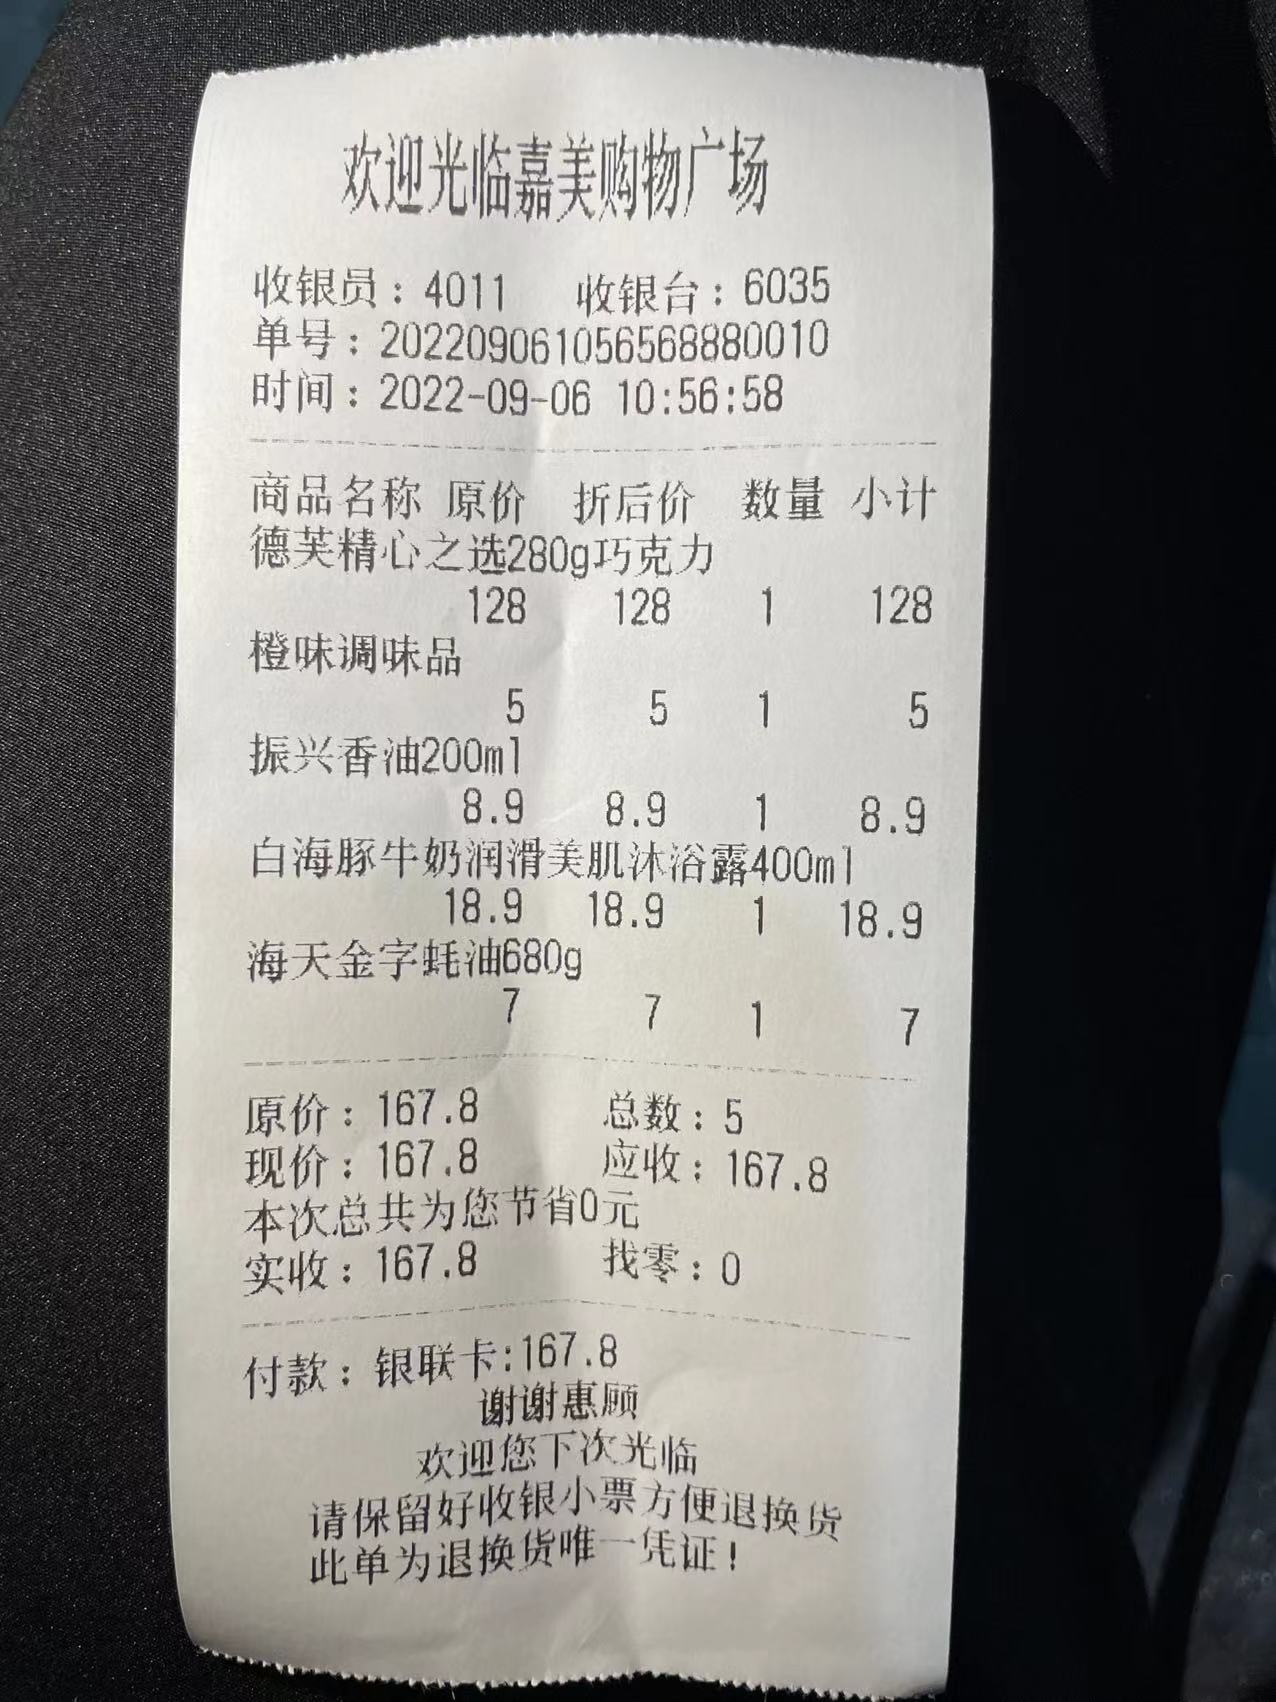 欢迎光临嘉美购物广场
收银员：4011 收银台：6035
单号：202209061056568880010
时间：2022-09-06 10:56:58
商品名称 原价 折后价 数量 小计
德芙精心之选280g巧克力
128 128 1 128
橙味调味品
5 5 1 5
振兴香油200ml
8.9 8.9 1 8.9
白海豚牛奶润滑美肌沐浴露400ml
18.9 18.9 1 18.9
海天金字蚝油680g
7 7 1 7
原价：167.8 总数：5
现价：167.8 应收：167.8
本次总共为您节省0元
实收：167.8 找零：0
付款：银联卡:167.8
谢谢惠顾
欢迎您下次光临
请保留好收银小票方便退换货
此单为退换货唯一凭证！